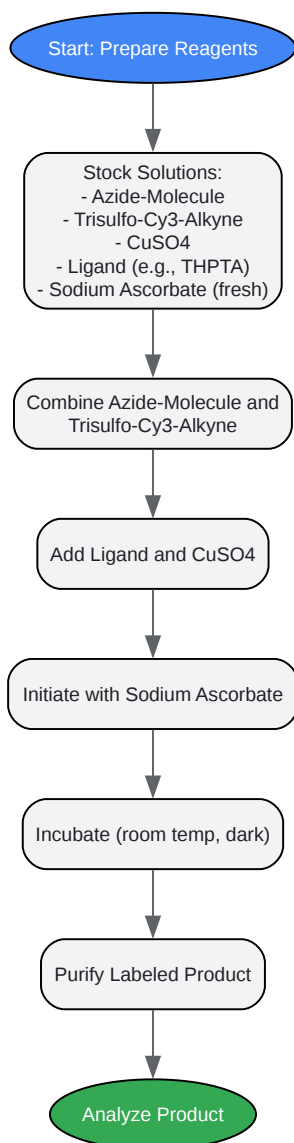 Start: Prepare Reagents
Stock Solutions:
- Azide-Molecule
- Trisulfo-Cy3-Alkyne
- CuSO4
- Ligand (e.g., THPTA)
- Sodium Ascorbate (fresh)
Combine Azide-Molecule and
Trisulfo-Cy3-Alkyne
Add Ligand and CuSO4
Initiate with Sodium Ascorbate
Incubate (room temp, dark)
Purify Labeled Product
Analyze Product